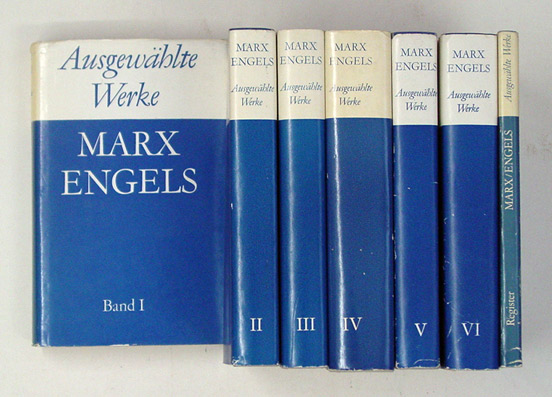 Ausgewählte
Werke
MARX
ENGELS
Band I
MARX
ENGELS
Ausgewählte
Werke
II
MARX
ENGELS
Ausgewählte
Werke
III
MARX
ENGELS
Ausgewählte
Werke
IV
MARX
ENGELS
Ausgewählte
Werke
V
MARX
ENGELS
Ausgewählte
Werke
VI
Register MARX/ENGELS Ausgewählte Werke